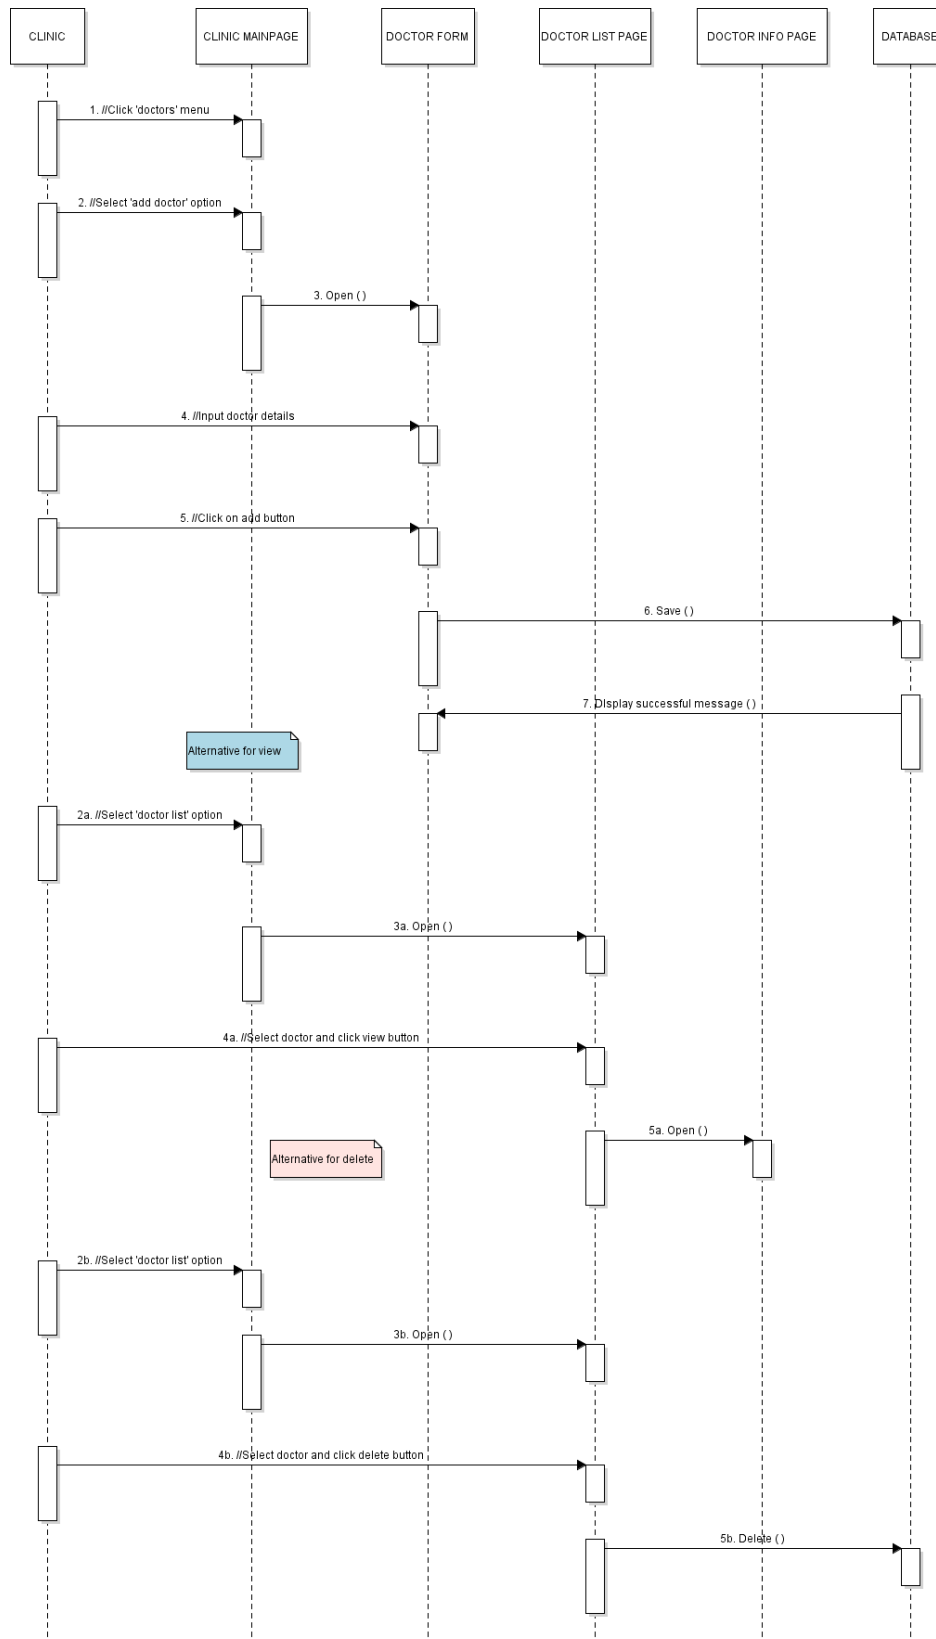 CLINIC
CLINIC MAINPAGE
DOCTOR FORM
DOCTOR LIST PAGE
DOCTOR INFO PAGE
DATABASE
1. //Click 'doctors' menu
2. //Select 'add doctor' option
3. Open ( )
4. //Input doctor details
5. //Click on add button
6. Save ( )
7. DIsplay successful message ( )
Alternative for view
2a. //Select 'doctor list' option
3a. Open ( )
4a. //Select doctor and click view button
5a. Open ( )
Alternative for delete
2b. //Select 'doctor list' option
3b. Open ( )
4b. //Select doctor and click delete button
5b. Delete ( )